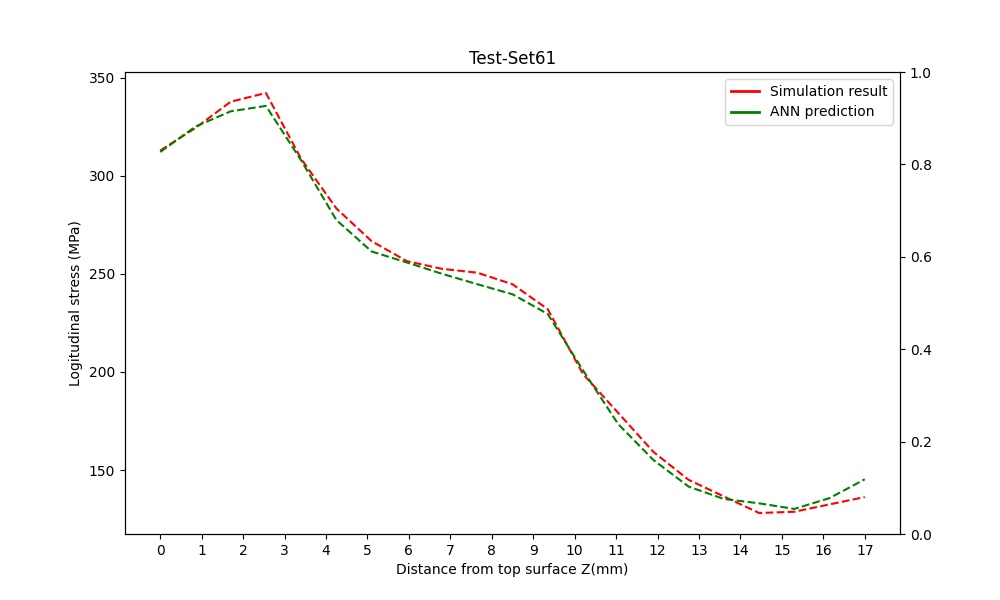 Test-Set61
Simulation result
ANN prediction
Logitudinal stress (MPa)
350
300
250
200
150
1.0
0.8
0.6
0.4
0.2
0.0
0 1 2 3 4 5 6 7 8 9 10 11 12 13 14 15 16 17
Distance from top surface Z(mm)